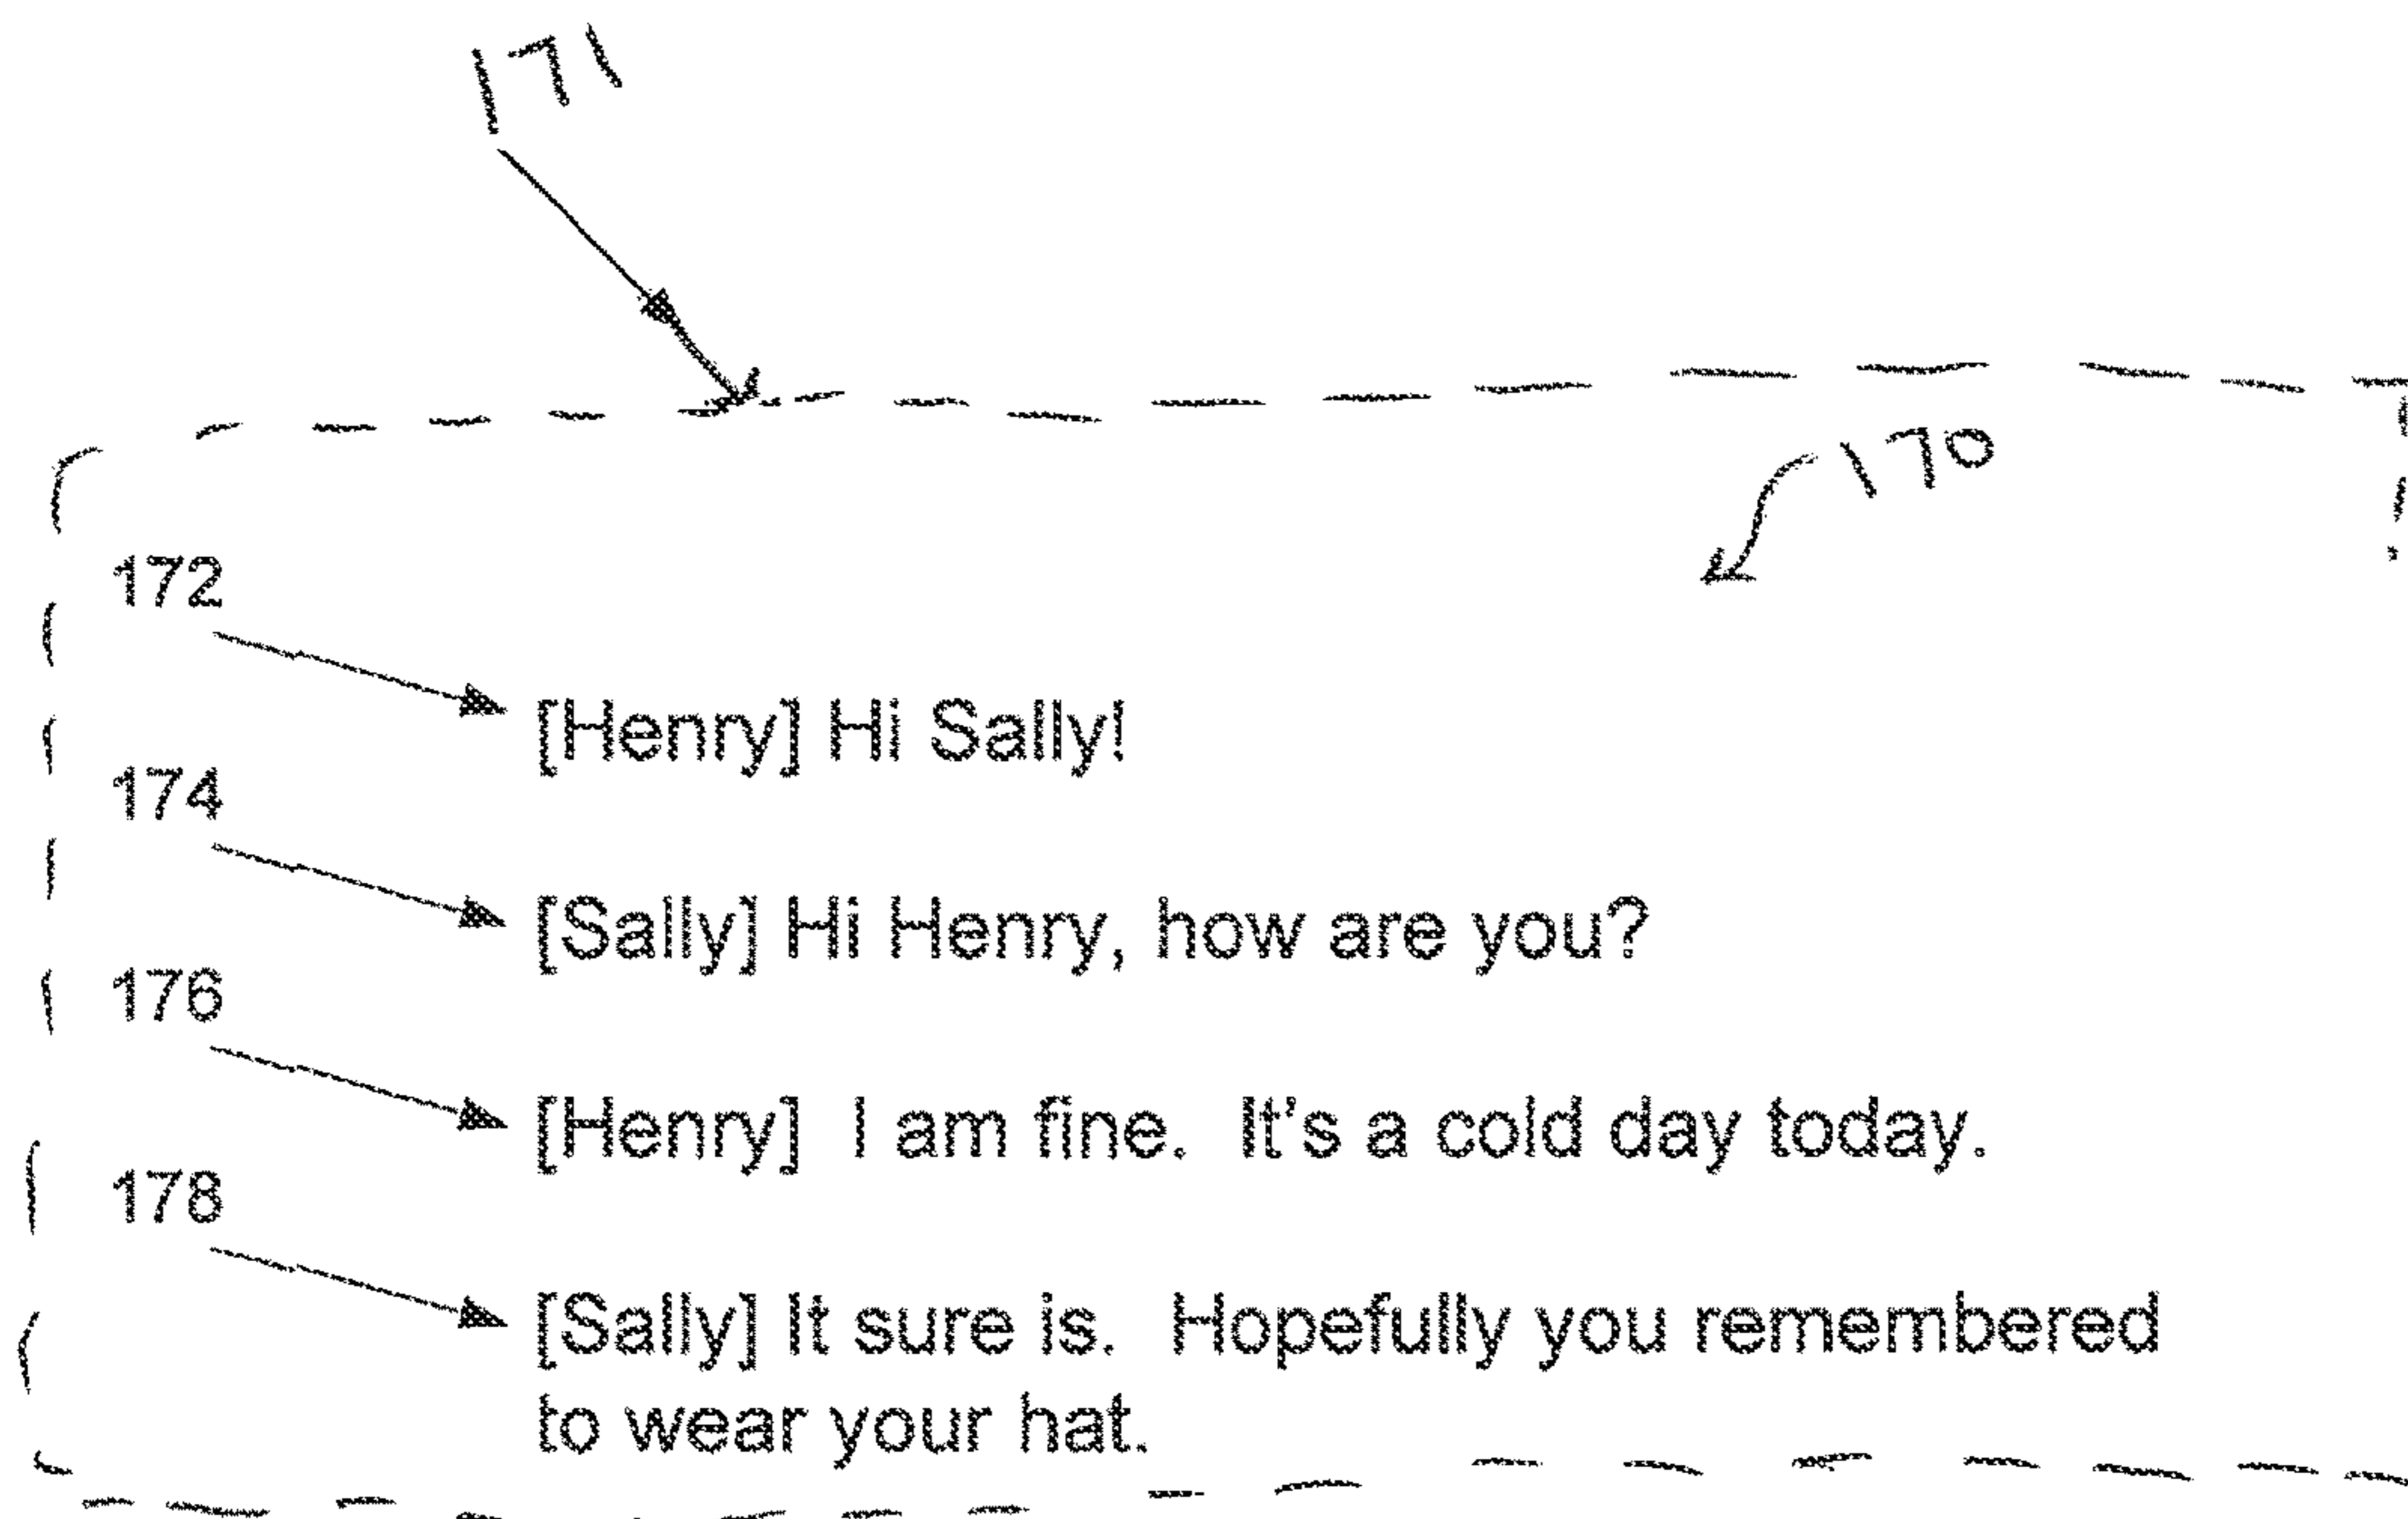 171
170
172
[Henry] Hi Sally!
174
[Sally] Hi Henry, how are you?
176
[Henry]  I am fine.  It's a cold day today.
178
[Sally] It sure is.  Hopefully you remembered
to wear your hat.